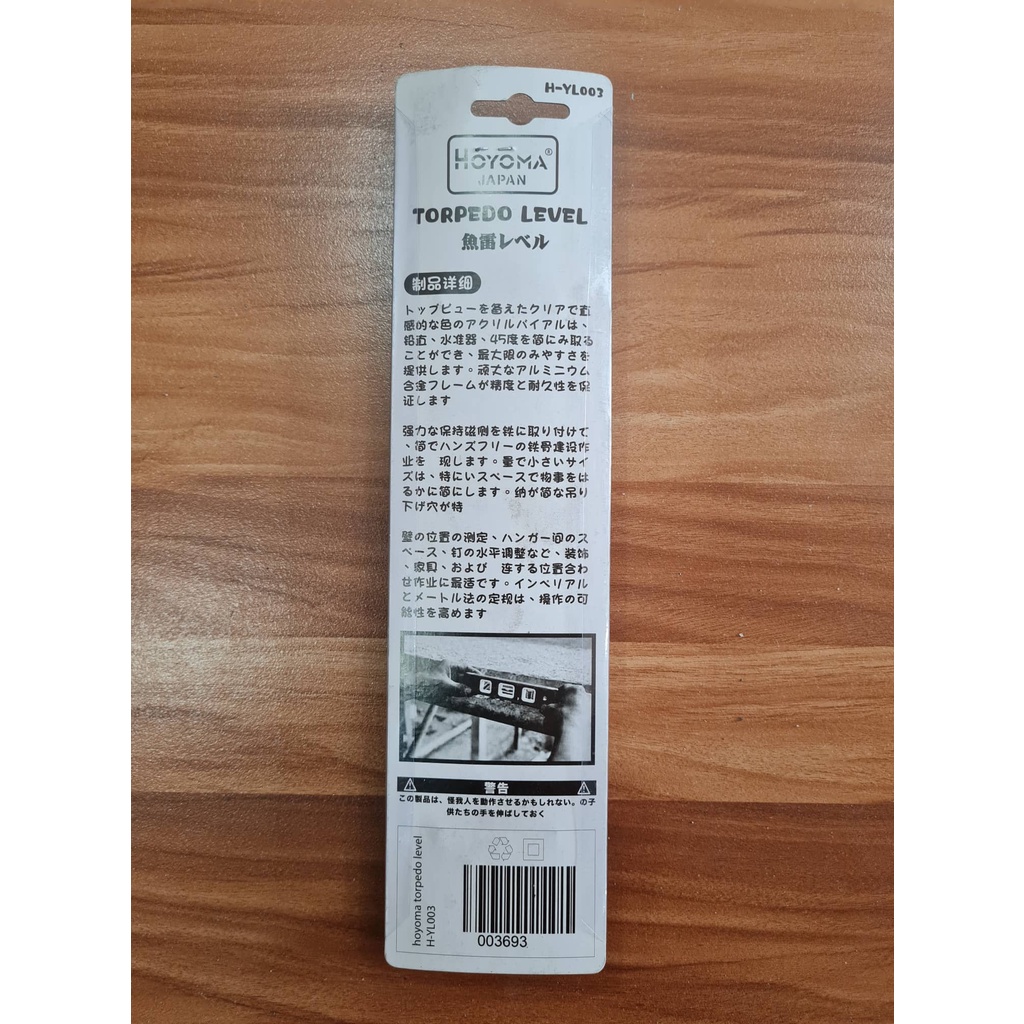 H-YL003
HOYOMA®
JAPAN
TORPEDO LEVEL
魚雷レベル
制品详细
トップビューを备えたクリアで直
感的な色のアクリルバイアルは、
铅直、水准器、45度を简にみ取る
ことができ、最大限のみやすさを
提供します。顽丈なアルミニウム
合金フレームが精度と耐久性を保
证します
强力な保持磁侧を铁に取り付けて
、简でハンズフリーの铁骨建设作
业を 现します。量で小さいサイ
ズは、特にいスペースで物事をは
るかに简にします。纳が简な吊り
下げ穴が特
壁の位置の测定、ハンガー间のス
ペース、钉の水平调整など、装饰
、家具、および 连する位置合わ
せ作业に最适です。インペリアル
とメートル法の定规は、操作の可
能性を高めます
警告
この製品は、怪我人を動作させるかもしれない。の子
供たちの手を伸ばしておく
hoyoma torpedo level
H-YL003
003693